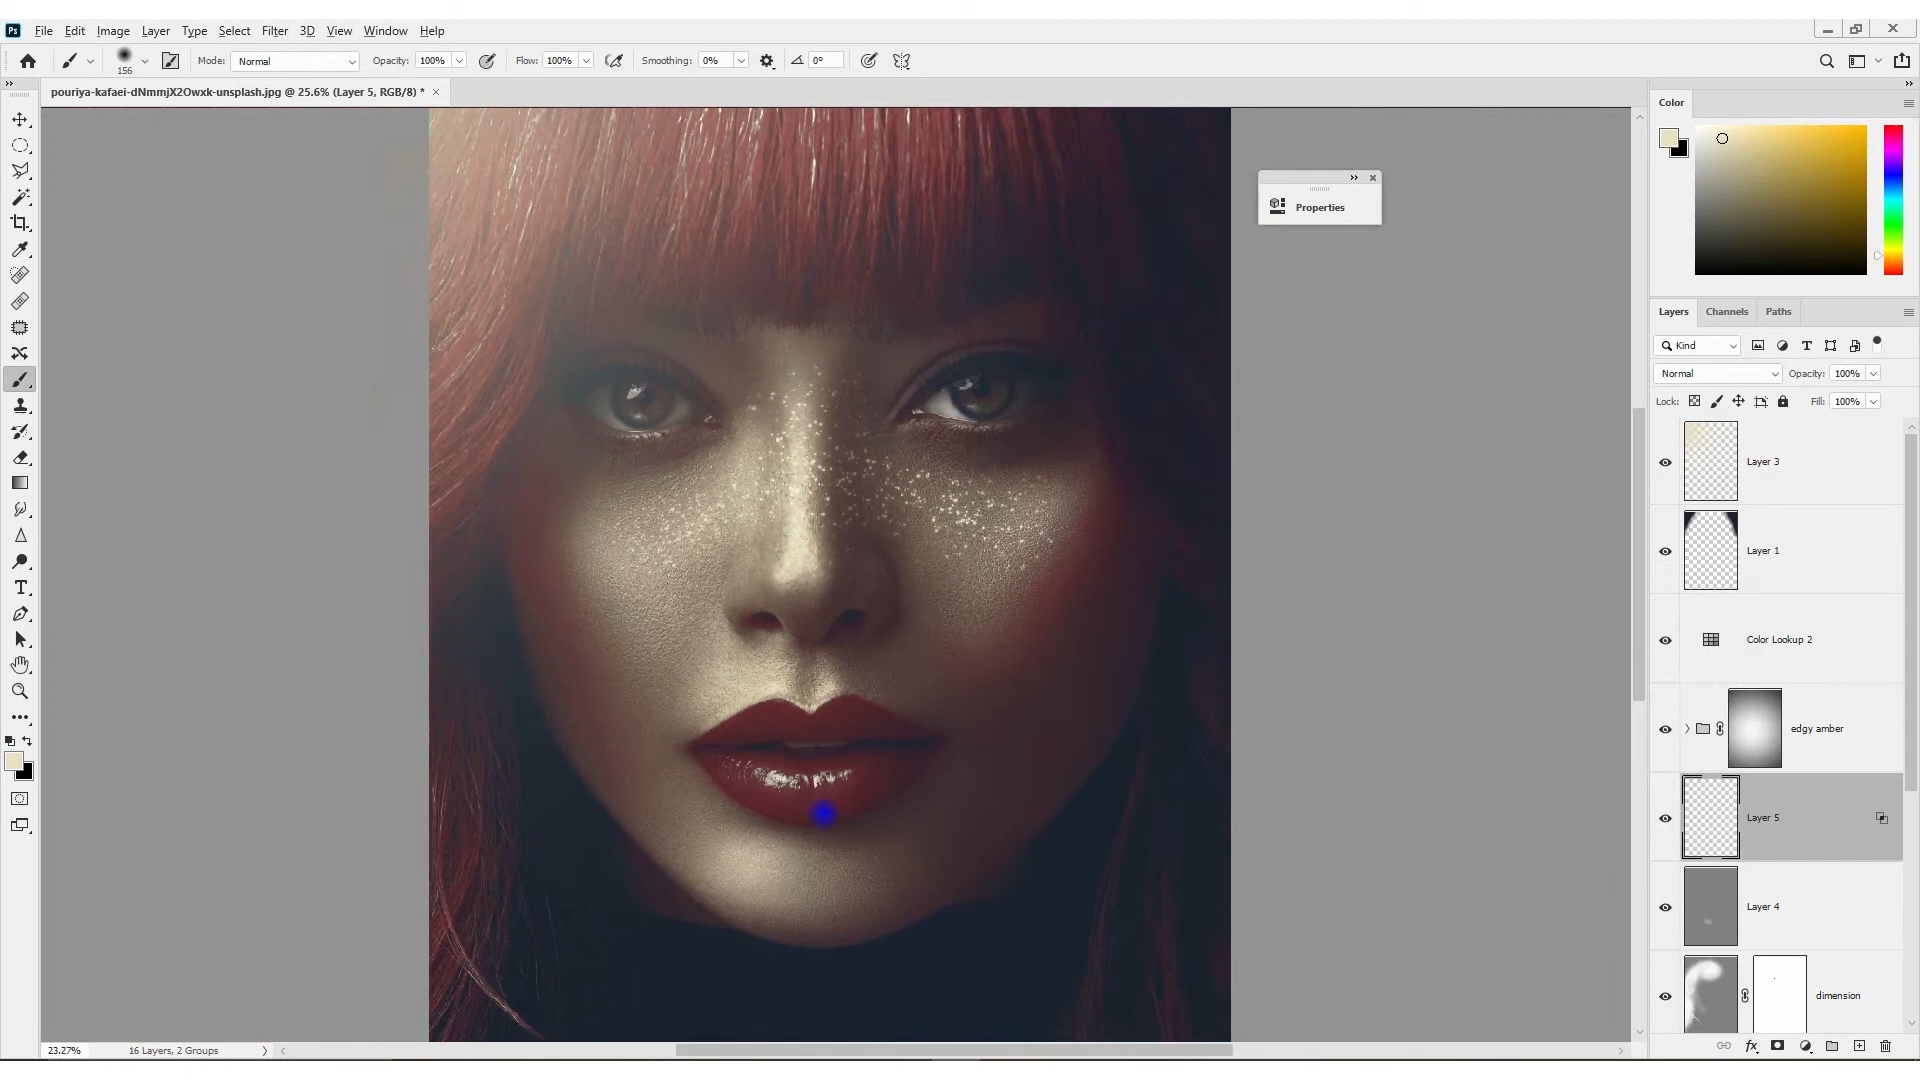 Ps File Edit Image Layer Type Select Filter 3D View Window Help
156 Mode: Normal Opacity: 100% Flow: 100% Smoothing: 0% 0°
pouriya-kafaei-dNmmjX2Owxk-unsplash.jpg @ 25.6% (Layer 5, RGB/8) * ×
Color
Properties
Layers Channels Paths
Kind
Normal Opacity: 100%
Lock: Fill: 100%
Layer 3
Layer 1
Color Lookup 2
edgy amber
Layer 5
Layer 4
dimension
fx
23.27% 16 Layers, 2 Groups